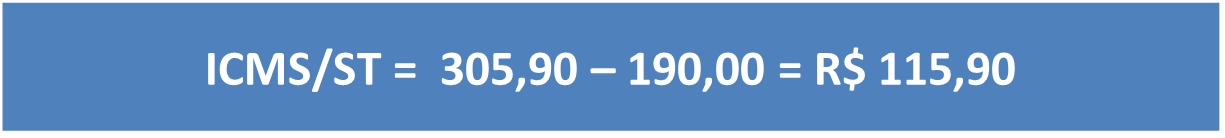 ICMS/ST = 305,90 – 190,00 = R$ 115,90